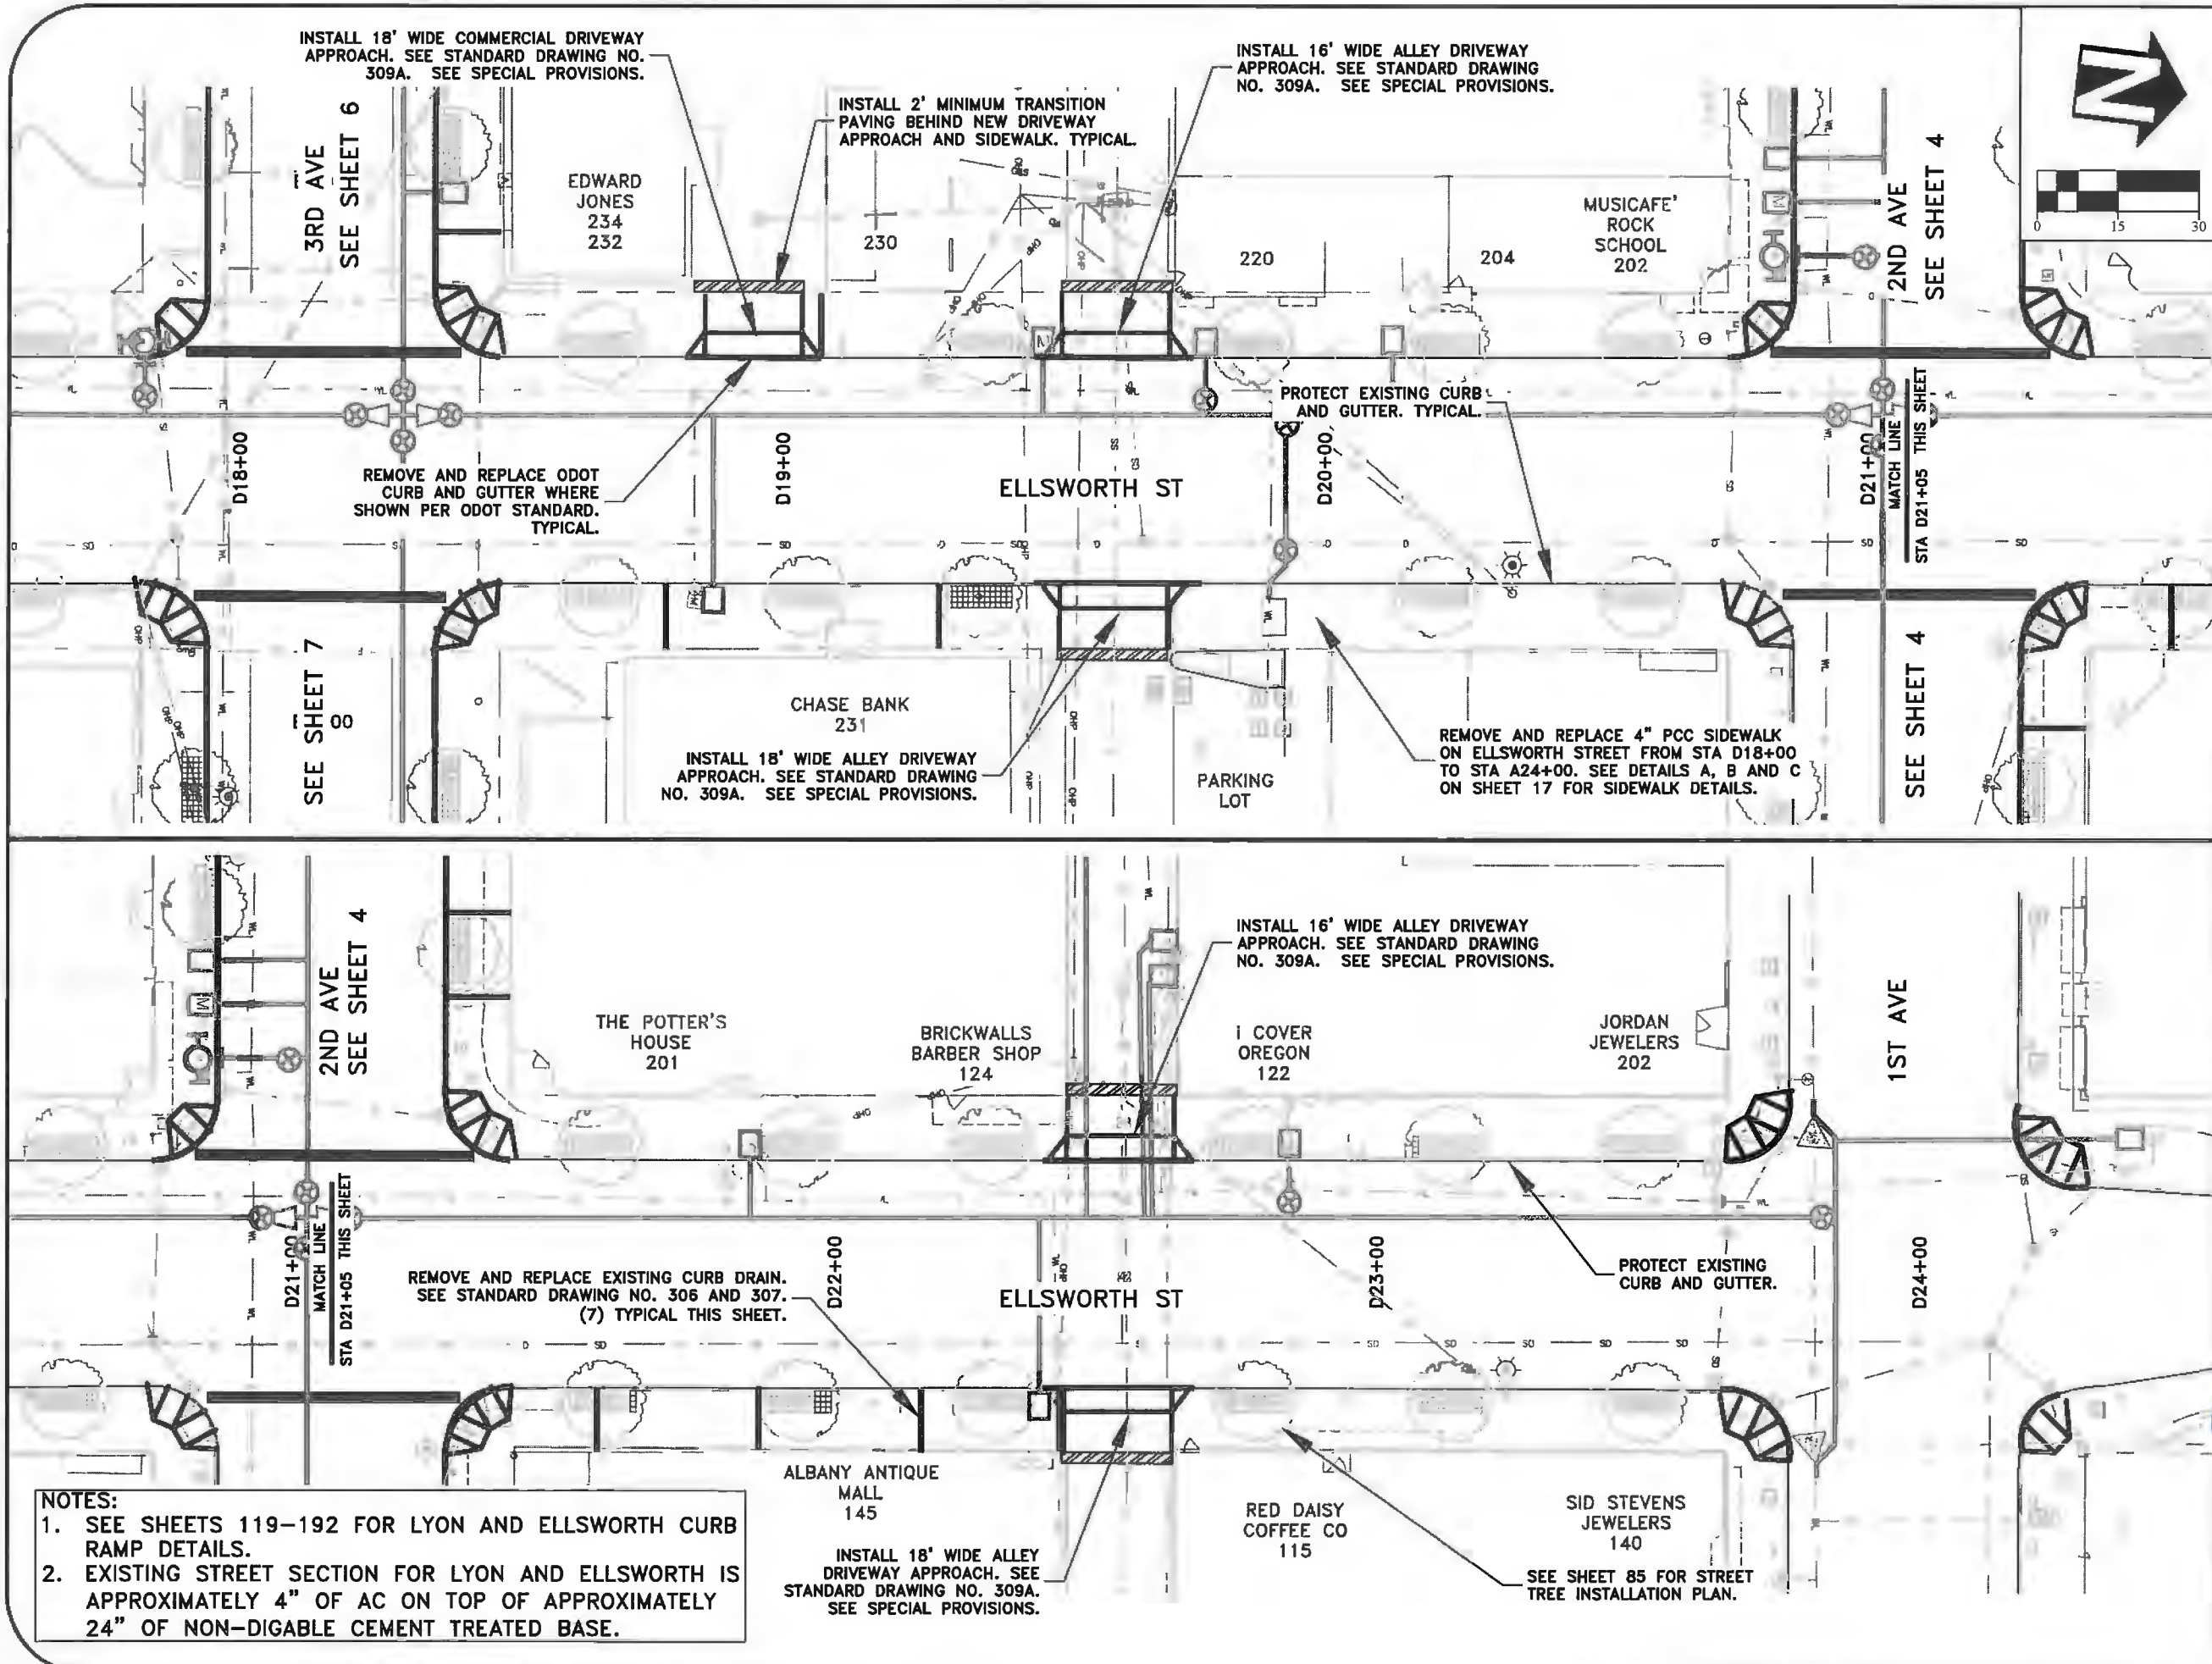 INSTALL 18' WIDE COMMERCIAL DRIVEWAY
APPROACH. SEE STANDARD DRAWING NO.
309A. SEE SPECIAL PROVISIONS.
INSTALL 2' MINIMUM TRANSITION
PAVING BEHIND NEW DRIVEWAY
APPROACH AND SIDEWALK. TYPICAL.
INSTALL 16' WIDE ALLEY DRIVEWAY
APPROACH. SEE STANDARD DRAWING
NO. 309A. SEE SPECIAL PROVISIONS.
N
0 15 30
3RD AVE
SEE SHEET 6
EDWARD
JONES
234
232
230
220
204
MUSICAFE'
ROCK
SCHOOL
202
2ND AVE
SEE SHEET 4
PROTECT EXISTING CURB
AND GUTTER. TYPICAL.
REMOVE AND REPLACE ODOT
CURB AND GUTTER WHERE
SHOWN PER ODOT STANDARD.
TYPICAL.
D18+00
D19+00
ELLSWORTH ST
D20+00
D21+00
MATCH LINE
STA D21+05 THIS SHEET
SEE SHEET 7
00
CHASE BANK
231
INSTALL 18' WIDE ALLEY DRIVEWAY
APPROACH. SEE STANDARD DRAWING
NO. 309A. SEE SPECIAL PROVISIONS.
PARKING
LOT
REMOVE AND REPLACE 4" PCC SIDEWALK
ON ELLSWORTH STREET FROM STA D18+00
TO STA A24+00. SEE DETAILS A, B AND C
ON SHEET 17 FOR SIDEWALK DETAILS.
SEE SHEET 4
2ND AVE
SEE SHEET 4
THE POTTER'S
HOUSE
201
BRICKWALLS
BARBER SHOP
124
INSTALL 16' WIDE ALLEY DRIVEWAY
APPROACH. SEE STANDARD DRAWING
NO. 309A. SEE SPECIAL PROVISIONS.
I COVER
OREGON
122
JORDAN
JEWELERS
202
1ST AVE
D21+00
MATCH LINE
STA D21+05 THIS SHEET
REMOVE AND REPLACE EXISTING CURB DRAIN.
SEE STANDARD DRAWING NO. 306 AND 307.
(7) TYPICAL THIS SHEET.
D22+00
ELLSWORTH ST
D23+00
PROTECT EXISTING
CURB AND GUTTER.
D24+00
ALBANY ANTIQUE
MALL
145
INSTALL 18' WIDE ALLEY
DRIVEWAY APPROACH. SEE
STANDARD DRAWING NO. 309A.
SEE SPECIAL PROVISIONS.
RED DAISY
COFFEE CO
115
SID STEVENS
JEWELERS
140
SEE SHEET 85 FOR STREET
TREE INSTALLATION PLAN.
NOTES:
1. SEE SHEETS 119-192 FOR LYON AND ELLSWORTH CURB
RAMP DETAILS.
2. EXISTING STREET SECTION FOR LYON AND ELLSWORTH IS
APPROXIMATELY 4" OF AC ON TOP OF APPROXIMATELY
24" OF NON-DIGABLE CEMENT TREATED BASE.